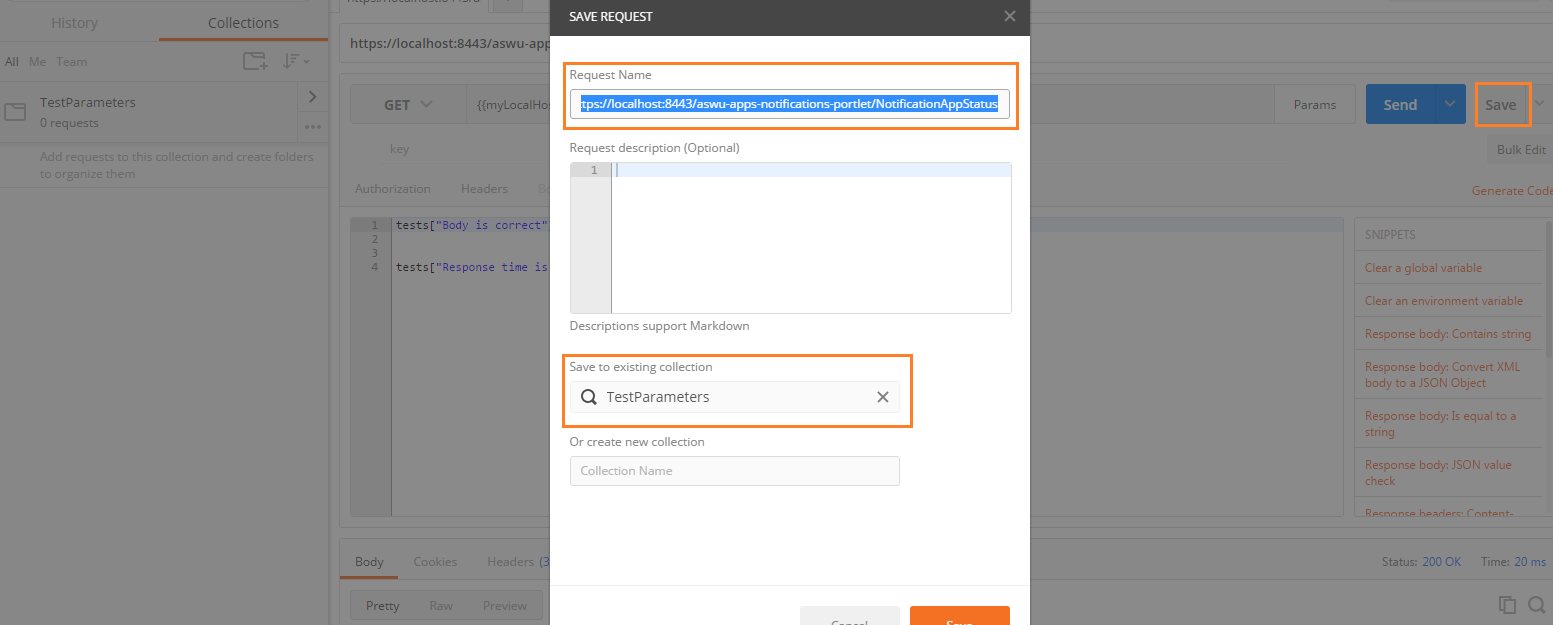 History
Collections
All Me Team
TestParameters
0 requests
Add requests to this collection and create folders
to organize them
https://localhost:8443/aswu-app
GET
{{myLocalHos
Params
Send
Save
key
Bulk Edit
Authorization
Headers
Generate Code
1 tests["Body is correct"
2
3
4 tests["Response time is
SNIPPETS
Clear a global variable
Clear an environment variable
Response body: Contains string
Response body: Convert XML
body to a JSON Object
Response body: Is equal to a
string
Response body: JSON value
check
Response headers: Content-
Body
Cookies
Headers (3
Status: 200 OK Time: 20 ms
Pretty
Raw
Preview
SAVE REQUEST
Request Name
tps://localhost:8443/aswu-apps-notifications-portlet/NotificationAppStatus
Request description (Optional)
1
Descriptions support Markdown
Save to existing collection
TestParameters
Or create new collection
Collection Name
Cancel
Save